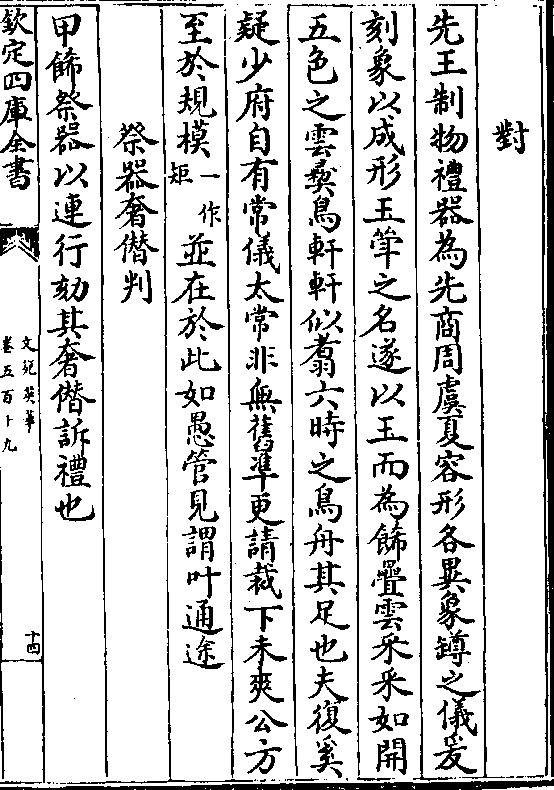 對
先王制物禮器為先商周虞夏容形各異象罇之儀爰
刻象以成形玉斝之名遂以玉而為飾疊雲采采如開
五色之雲彝鳥軒軒似翥六時之鳥舟其足也夫復奚
疑少府自有常儀太常非無舊準更請裁下未爽公方
至於規模一作矩並在於此如愚管見謂叶通途
祭器奢僭判
甲飾祭器以連行劾其奢僭訴禮也
欽定四庫全書
文苑英華
卷五百十九
十四